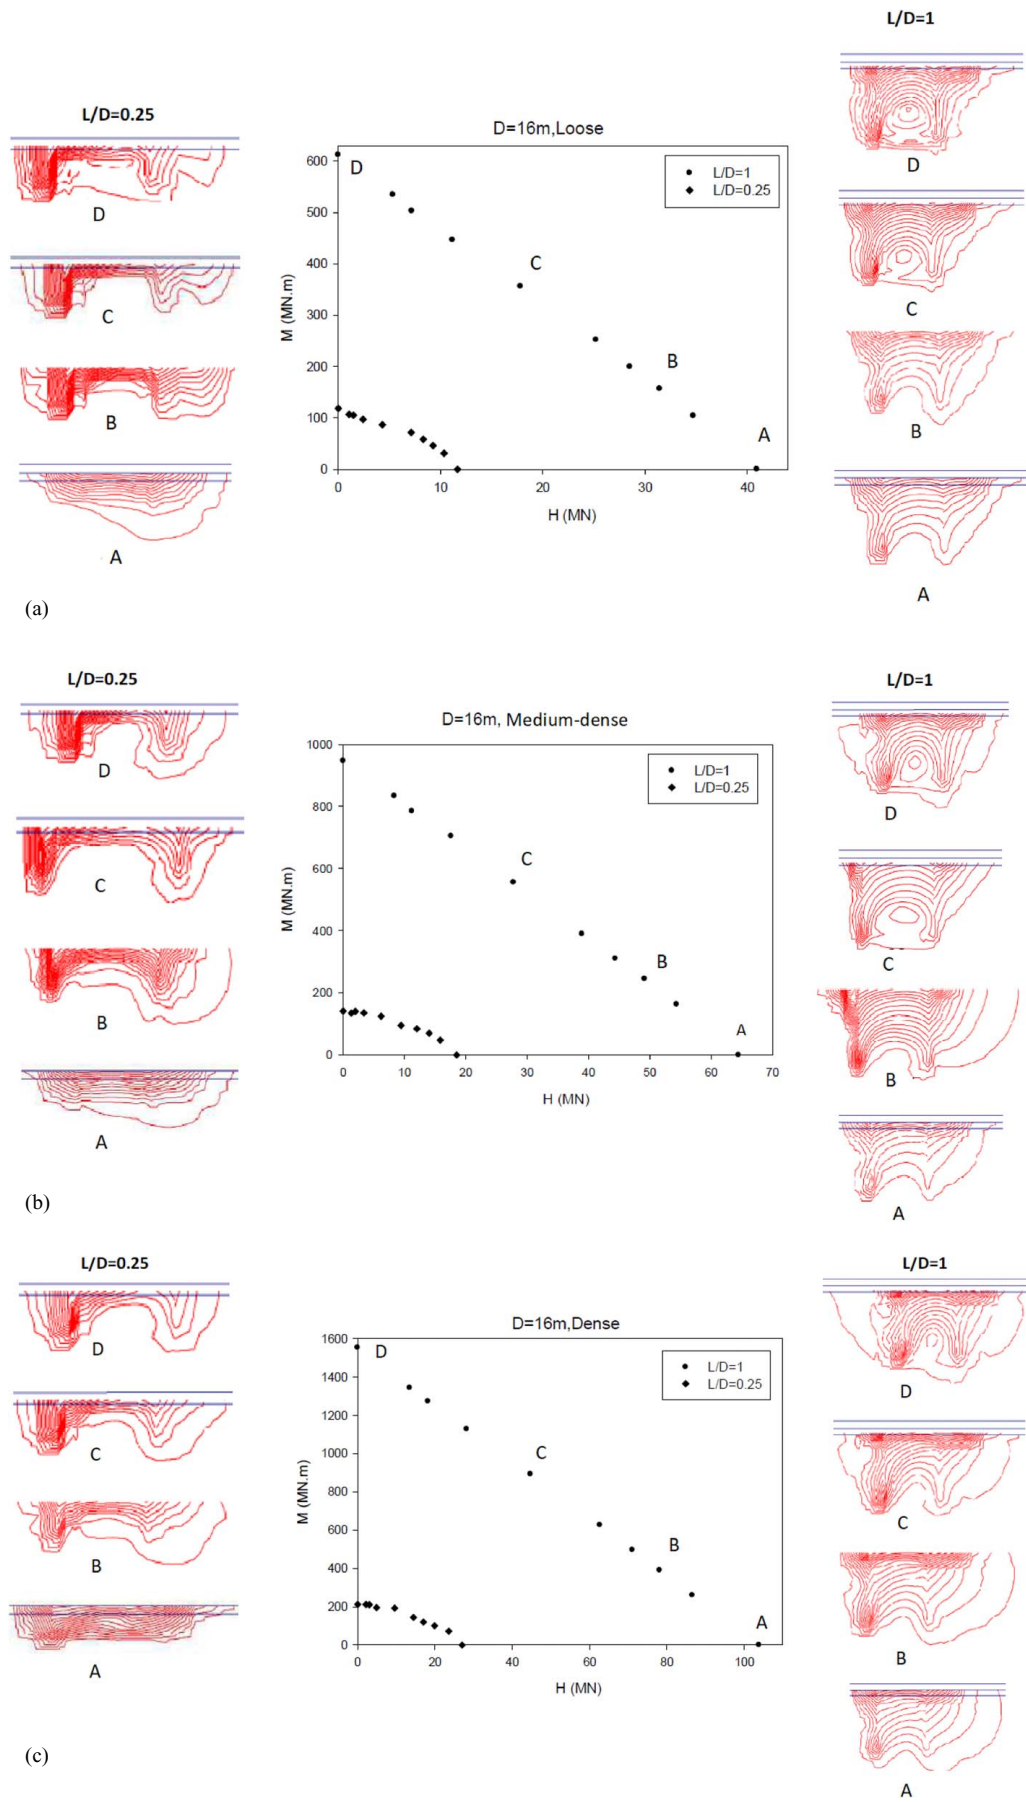 L/D=1
L/D=0.25
D
C
B
A
D=16m,Loose
M (MN.m)
600
500
400
300
200
100
0
0
10
20
30
40
H (MN)
L/D=1
L/D=0.25
D
C
B
A
D
C
B
A
(a)
L/D=0.25
D
C
B
A
D=16m, Medium-dense
M (MN.m)
1000
800
600
400
200
0
0
10
20
30
40
50
60
70
H (MN)
L/D=1
L/D=0.25
C
B
A
L/D=1
D
C
B
A
(b)
L/D=0.25
D
C
B
A
D=16m,Dense
M (MN.m)
1600
1400
1200
1000
800
600
400
200
0
0
20
40
60
80
100
H (MN)
L/D=1
L/D=0.25
D
C
B
A
L/D=1
D
C
B
A
(c)